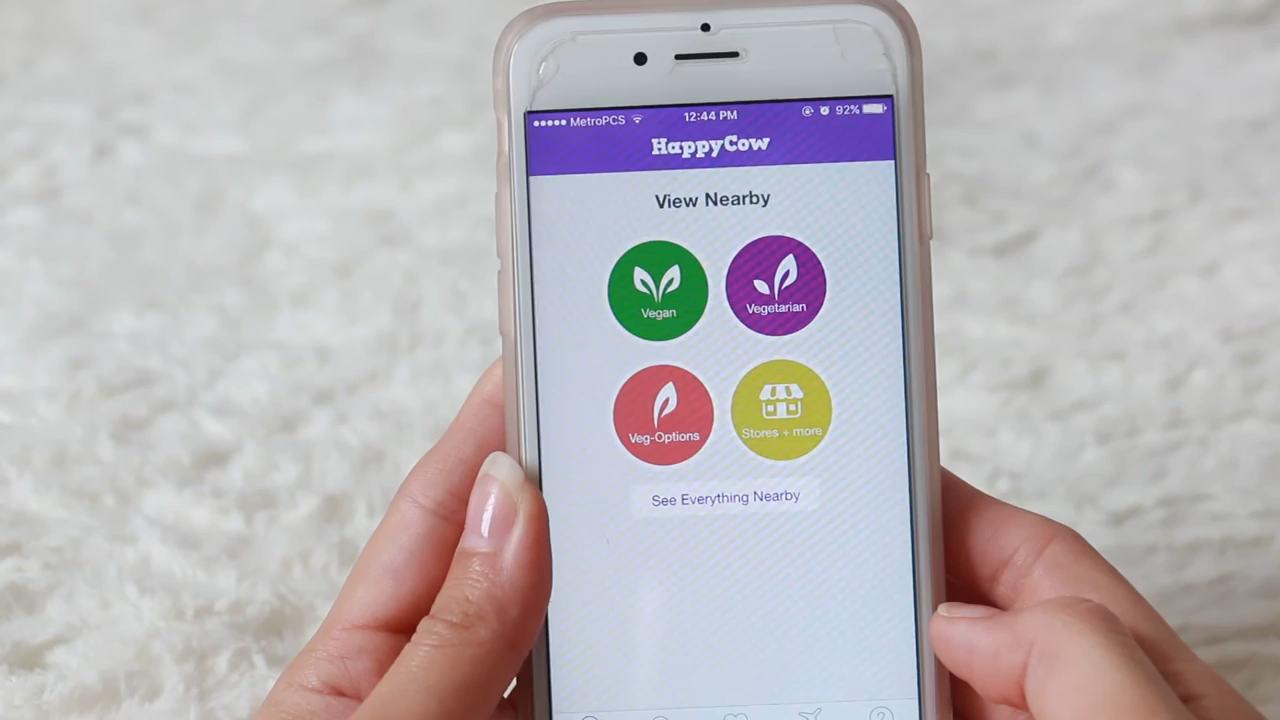 MetroPCS 12:44 PM 92%
HappyCow
View Nearby
Vegan
Vegetarian
Veg-Options
Stores + more
See Everything Nearby
?